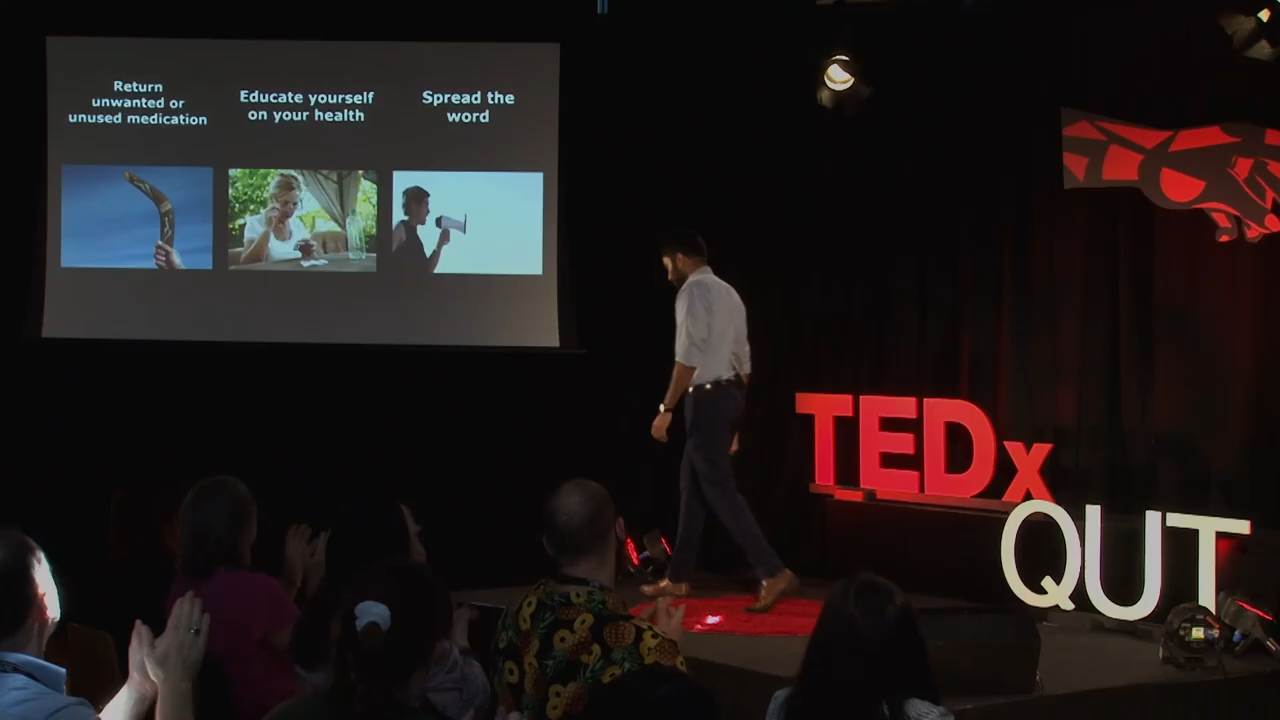 Return
unwanted or
unused medication
Educate yourself
on your health
Spread the
word
TEDx
QUT